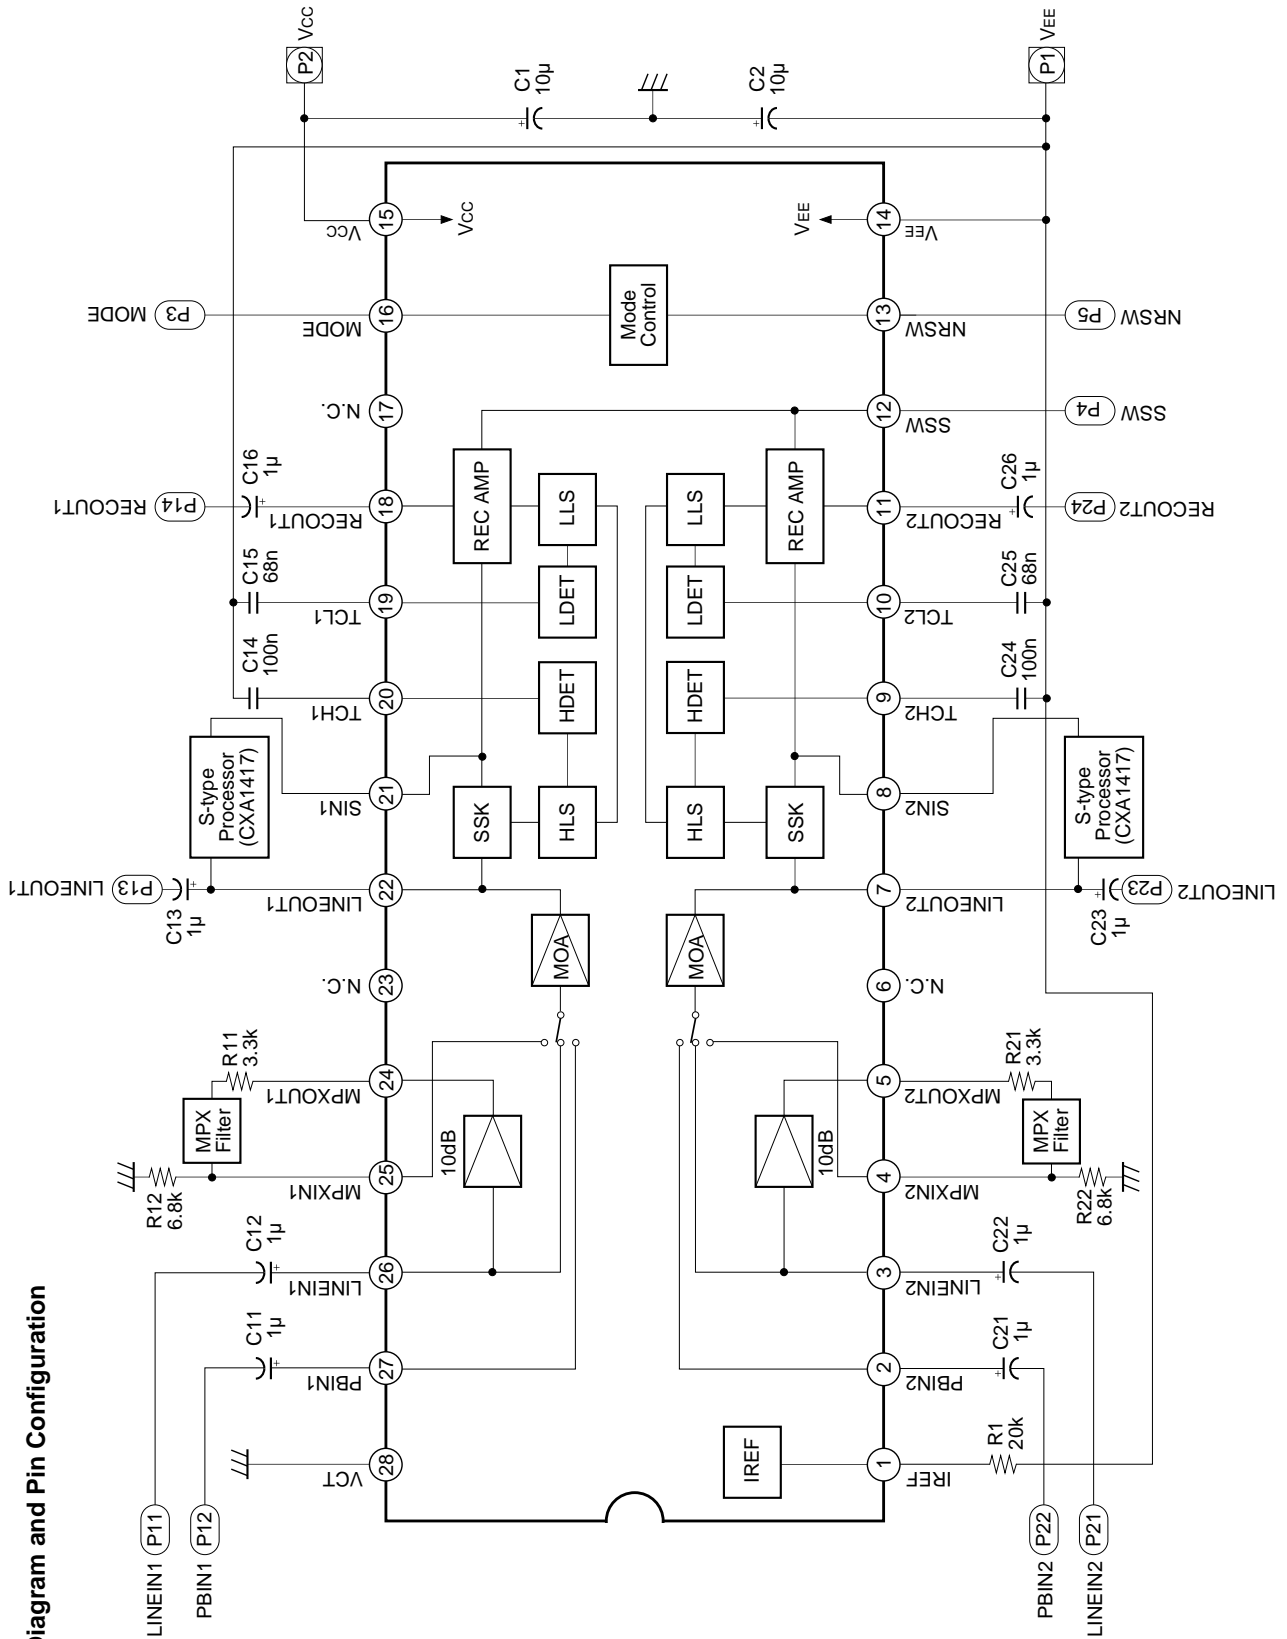 Diagram and Pin Configuration
LINEIN1 P11
PBIN1 P12
VCT
28
PBIN1
27
C11
1µ
LINEIN1
26
C12
1µ
MPXIN1
25
R12
6.8k
MPX
Filter
R11
3.3k
MPXOUT1
24
N.C.
23
LINEOUT1
22
C13
1µ
P13
LINEOUT1
S-type
Processor
(CXA1417)
SIN1
21
TCH1
20
C14
100n
TCL1
19
C15
68n
RECOUT1
18
C16
1µ
P14
RECOUT1
N.C.
17
MODE
16
P3
MODE
VCC
15
VCC
P2 VCC
C1
10µ
C2
10µ
P1 VEE
10dB
MOA
SSK
HLS
HDET
LDET
LLS
REC AMP
Mode
Control
VEE
IREF
10dB
MOA
SSK
HLS
HDET
LDET
LLS
REC AMP
1
IREF
R1
20k
2
PBIN2
C21
1µ
PBIN2 P22
3
LINEIN2
C22
1µ
LINEIN2 P21
4
MPXIN2
R22
6.8k
MPX
Filter
R21
3.3k
5
MPXOUT2
6
N.C.
7
LINEOUT2
C23
1µ
P23
LINEOUT2
S-type
Processor
(CXA1417)
8
SIN2
9
TCH2
C24
100n
10
TCL2
C25
68n
11
RECOUT2
C26
1µ
P24
RECOUT2
12
SSW
P4
SSW
13
NRSW
P5
NRSW
14
VEE